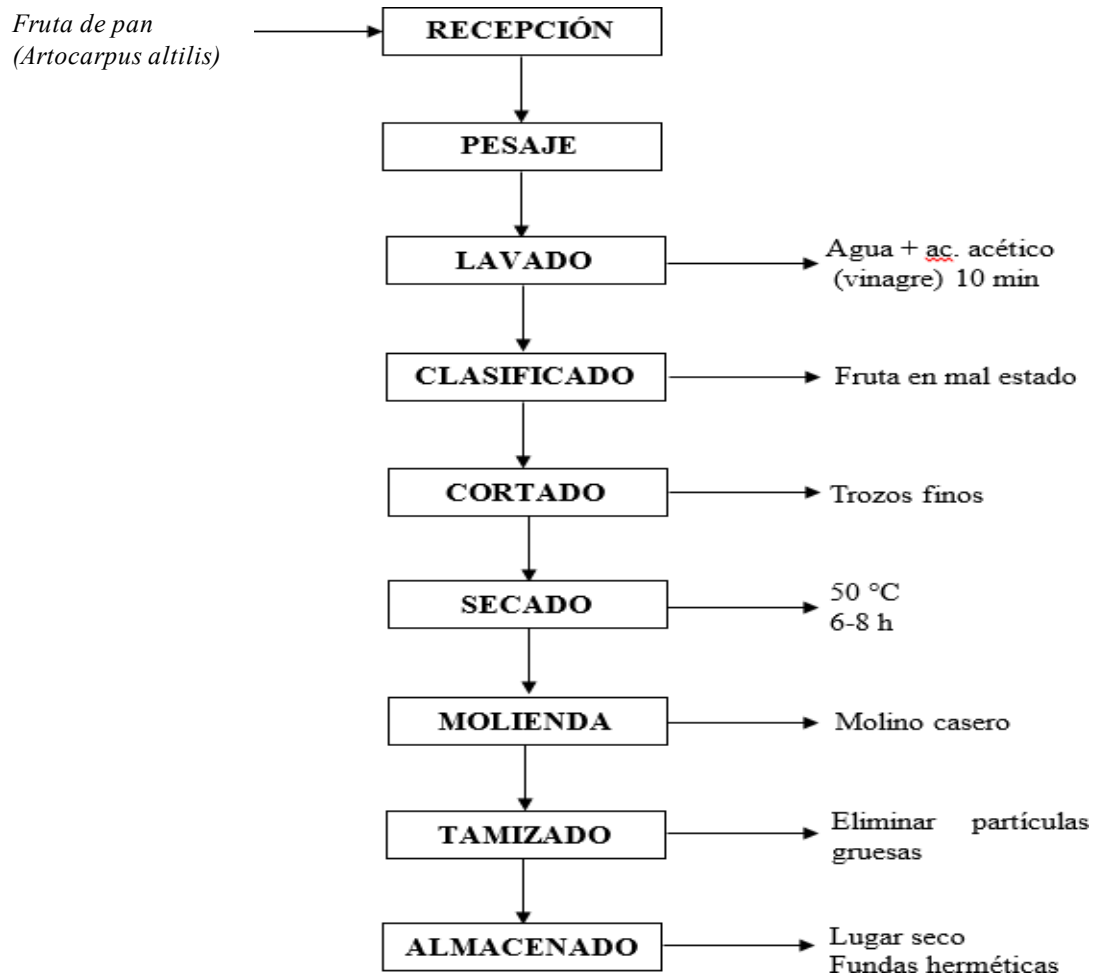 Fruta de pan
(Artocarpus altilis)
RECEPCIÓN
PESAJE
LAVADO
Agua + ac. acético
(vinagre) 10 min
CLASIFICADO
Fruta en mal estado
CORTADO
Trozos finos
SECADO
50 °C
6-8 h
MOLIENDA
Molino casero
TAMIZADO
Eliminar partículas
gruesas
ALMACENADO
Lugar seco
Fundas herméticas